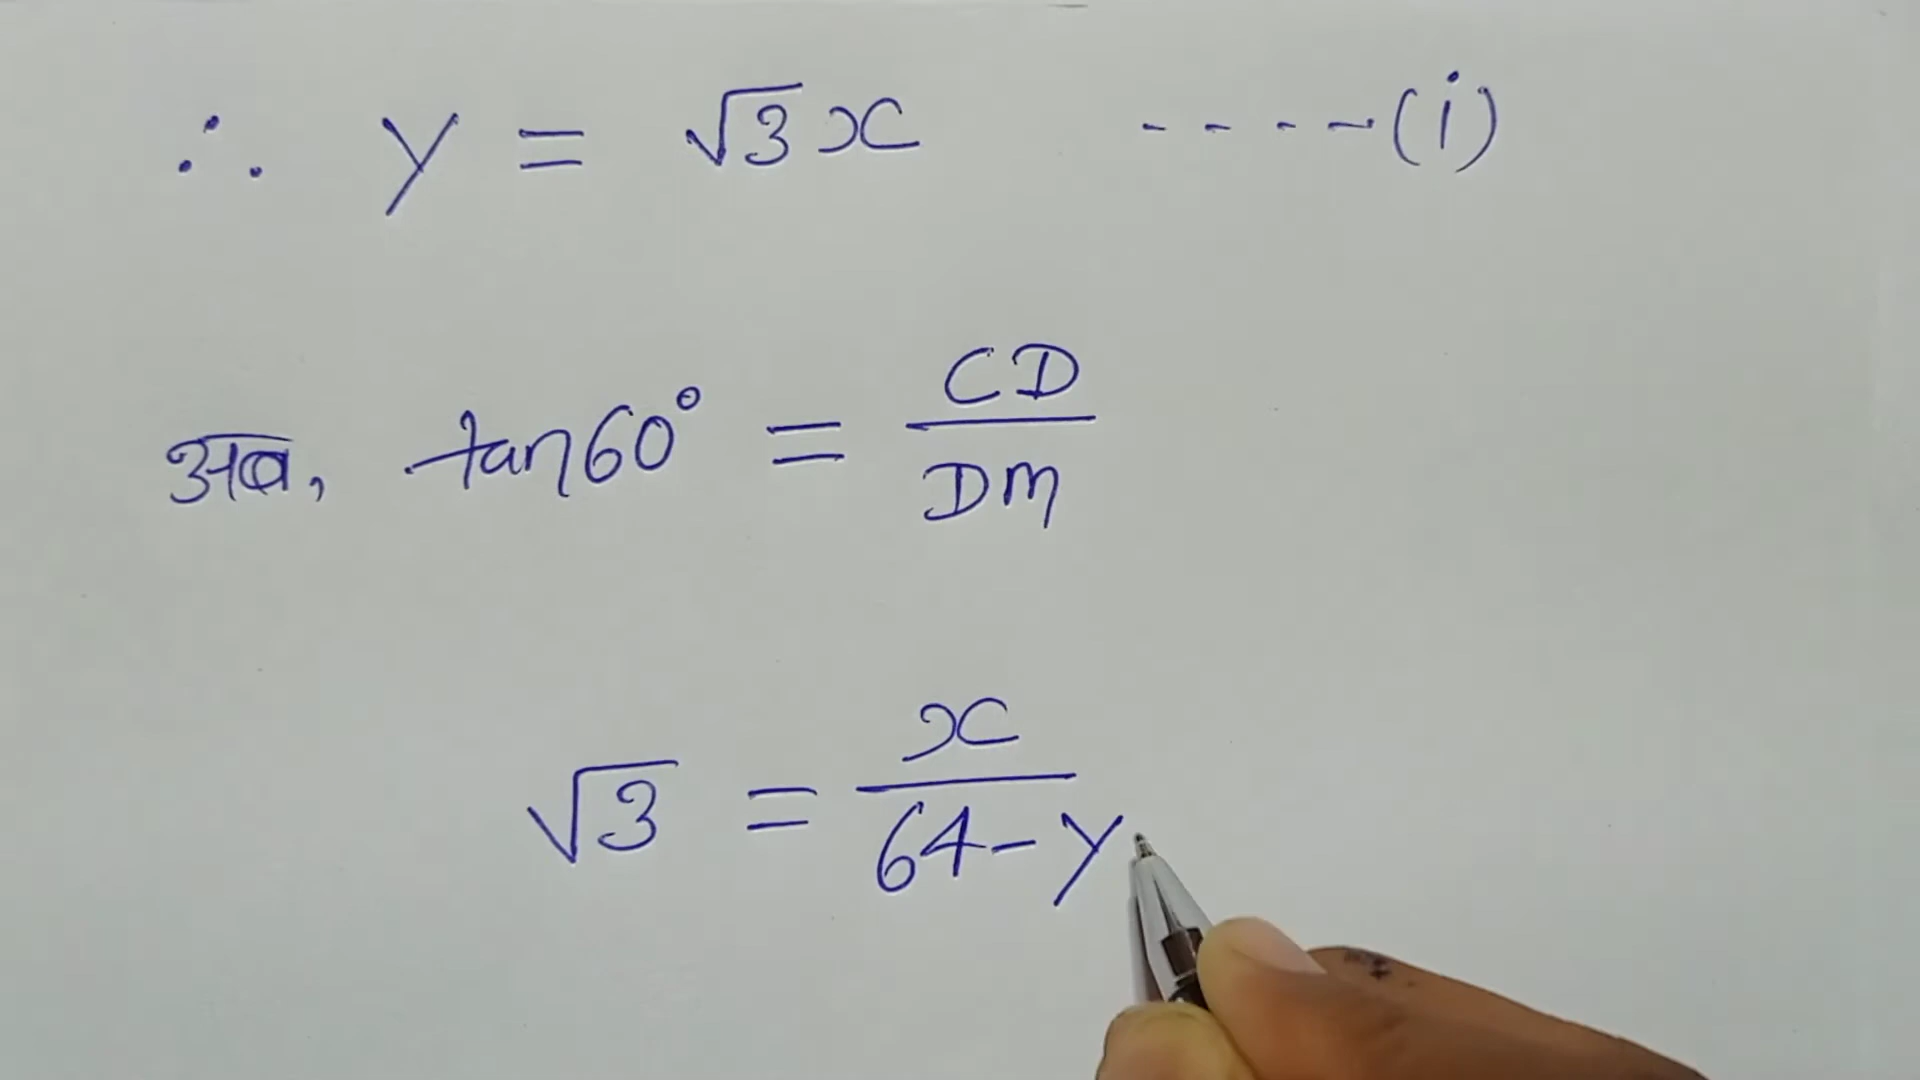 ∴ y = √3 x ----(i)
अब, tan60° = CD/DM
√3 = x/64-y